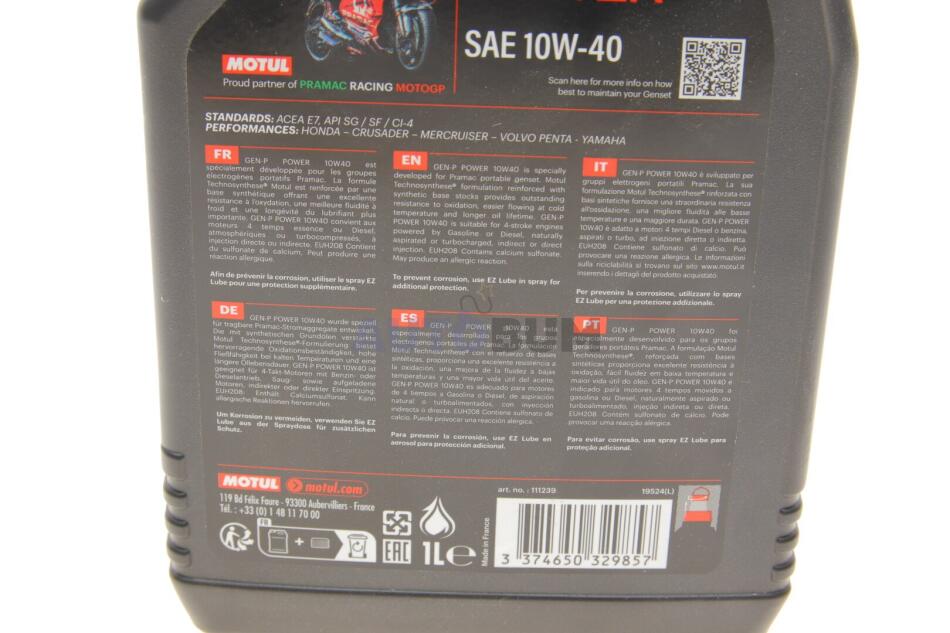 SAE 10W-40
MOTUL
Proud partner of PRAMAC RACING MOTOGP
Scan here for more info on how
best to maintain your Genset
STANDARDS: ACEA E7, API SG / SF / CI-4
PERFORMANCES: HONDA – CRUSADER – MERCRUISER – VOLVO PENTA - YAMAHA
FR GEN-P POWER 10W40 est
spécialement développée pour les groupes
électrogènes portatifs Pramac. La formule
Technosynthese® Motul est renforcée par une
base synthétique offrant une excellente
résistance à l'oxydation, une meilleure fluidité à
froid et une longévité du lubrifiant plus
importante. GEN-P POWER 10W40 convient aux
moteurs 4 temps essence ou Diesel,
atmosphériques ou turbocompressés, à
injection directe ou indirecte. EUH208 Contient
du sulfonate de calcium. Peut produire une
réaction allergique.
Afin de prévenir la corrosion, utiliser le spray EZ
Lube pour une protection supplémentaire.
EN GEN-P POWER 10W40 is specially
developed for Pramac portable genset. Motul
Technosynthese® formulation reinforced with
synthetic base stocks provides outstanding
resistance to oxidation, easier flowing at cold
temperature and longer oil lifetime. GEN-P
POWER 10W40 is suitable for 4-stroke engines
powered by Gasoline or Diesel, naturally
aspirated or turbocharged, indirect or direct
injection. EUH208 Contains calcium sulfonate.
May produce an allergic reaction.
To prevent corrosion, use EZ Lub in spray for
additional protection.
IT GEN-P POWER 10W40 è sviluppato per
gruppi elettrogeni portatili Pramac. La sua
formulazione Motul Technosynthese® rinforzata con
basi sintetiche fornisce una straordinaria resistenza
all'ossidazione, una migliore fluidità alle basse
temperature e una maggiore durata. GEN-P POWER
10W40 è adatto a motori 4 tempi Diesel o benzina,
aspirati o turbo, ad iniezione diretta o indiretta.
EUH208 Contiene sulfonato di calcio. Può
provocare una reazione allergica. Le informazioni
sulla riciclabilità si trovano sul sito www.motul.it
inserendo i dettagli del prodotto acquistato.
Per prevenire la corrosione, utilizzare lo spray
EZ Lube per una protezione addizionale.
DE GEN-P POWER 10W40 wurde speziell
für tragbare Pramac-Stromaggregate entwickelt.
Die mit synthetischen Grundölen verstärkte
Motul Technosynthese®-Formulierung bietet
hervorragende Oxidationsbeständigkeit, hohe
Fließfähigkeit bei kalten Temperaturen und eine
längere Öllebensdauer. GEN-P POWER 10W40 ist
geeignet für 4-Takt-Motoren mit Benzin- oder
Dieselantrieb, Saug- sowie aufgeladene
Motoren, indirekter oder direkter Einspritzung.
EUH208: Enthält Calciumsulfonat. Kann
allergische Reaktionen hervorrufen.
Um Korrosion zu vermeiden, verwenden Sie EZ
Lube aus der Spraydose für zusätzlichen
Schutz.
ES GEN-P POWER 10W40 está
especialmente desarrollado para los grupos
electrógenos portátiles de Pramac. La formulación
Motul Technosynthese® con el refuerzo de bases
sintéticas, proporciona una excelente resistencia a
la oxidación, una mejora de la fluidez a bajas
temperaturas y una mayor vida útil del aceite.
GEN-P POWER 10W40 es adecuado para motores
de 4 tiempos a Gasolina o Diesel, de aspiración
natural o turboalimentados, con inyección
indirecta o directa. EUH208 Contiene sulfonato de
calcio. Puede provocar una reacción alérgica.
Para prevenir la corrosión, use EZ Lube en
aerosol para protección adicional.
PT GEN-P POWER 10W40 foi
especialmente desenvolvido para os grupos
geradores portáteis Pramac. A formulação Motul
Technosynthese®, reforçada com bases
sintéticas, proporciona excelente resistência à
oxidação, fácil fluidez em baixa temperatura e
maior vida útil do óleo. GEN-P POWER 10W40 é
indicado para motores 4 tempos movidos a
gasolina ou Diesel, naturalmente aspirado ou
turboalimentado, injeção indireta ou direta.
EUH208 Contém sulfonato de calcio. Pode
provocar uma reação alérgica.
Para evitar corrosão, use spray EZ Lube para
proteção adicional.
MOTUL motul.com
119 Bd Félix Faure - 93300 Aubervilliers - France
Tél. : +33 (0) 1 48 11 70 00
FR
EAC
1L e
Made in France
art. no. : 111239
19524(L)
3 374650 329857